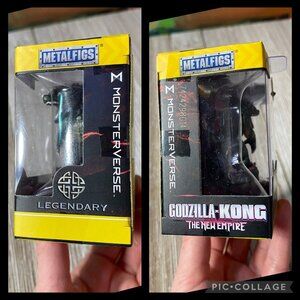 METALFIGS
MONSTERVERSE.
LEGENDARY
METALFIGS
MONSTERVERSE.
GODZILLA-KONG
THE NEW EMPIRE
PIC•COLLAGE